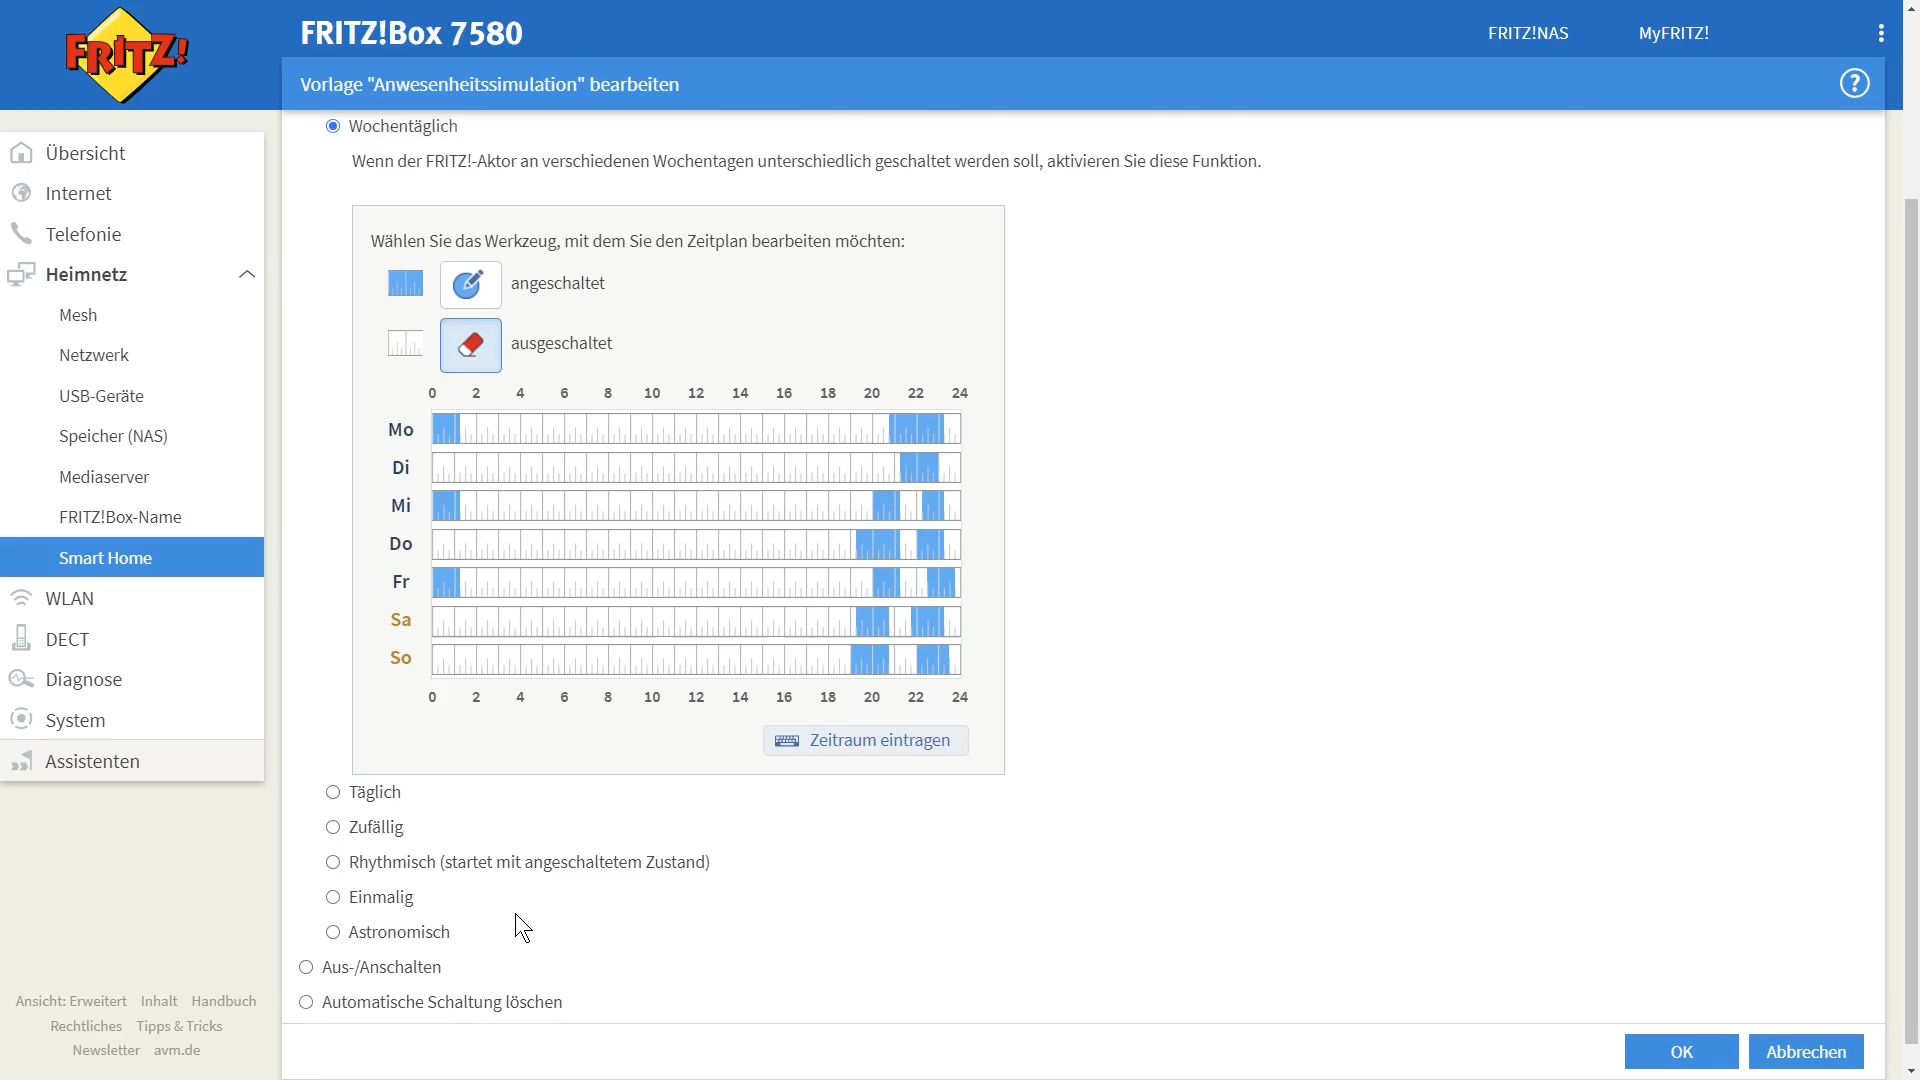 FRITZ!
FRITZ!Box 7580
FRITZ!NAS
MyFRITZ!
Vorlage "Anwesenheitssimulation" bearbeiten
?
Übersicht
Internet
Telefonie
Heimnetz
Mesh
Netzwerk
USB-Geräte
Speicher (NAS)
Mediaserver
FRITZ!Box-Name
Smart Home
WLAN
DECT
Diagnose
System
Assistenten
Ansicht: Erweitert Inhalt Handbuch
Rechtliches Tipps & Tricks
Newsletter avm.de
Wochentäglich
Wenn der FRITZ!-Aktor an verschiedenen Wochentagen unterschiedlich geschaltet werden soll, aktivieren Sie diese Funktion.
Wählen Sie das Werkzeug, mit dem Sie den Zeitplan bearbeiten möchten:
angeschaltet
ausgeschaltet
0 2 4 6 8 10 12 14 16 18 20 22 24
Mo
Di
Mi
Do
Fr
Sa
So
0 2 4 6 8 10 12 14 16 18 20 22 24
Zeitraum eintragen
Täglich
Zufällig
Rhythmisch (startet mit angeschaltetem Zustand)
Einmalig
Astronomisch
Aus-/Anschalten
Automatische Schaltung löschen
OK
Abbrechen